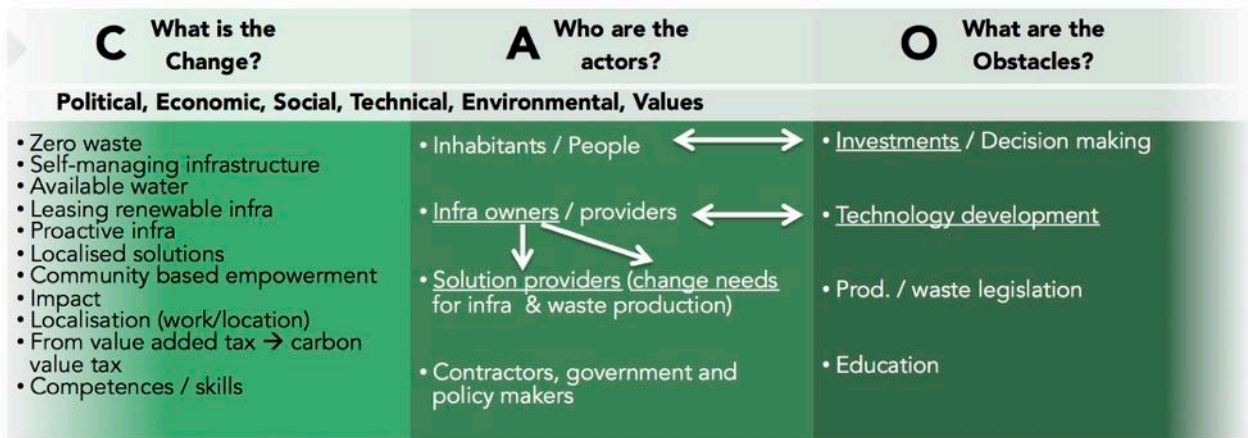 C What is the
Change?
A Who are the
actors?
O What are the
Obstacles?
Political, Economic, Social, Technical, Environmental, Values
• Zero waste
• Self-managing infrastructure
• Available water
• Leasing renewable infra
• Proactive infra
• Localised solutions
• Community based empowerment
• Impact
• Localisation (work/location)
• From value added tax → carbon
value tax
• Competences / skills
• Inhabitants / People
• Infra owners / providers
• Solution providers (change needs
for infra & waste production)
• Contractors, government and
policy makers
• Investments / Decision making
• Technology development
• Prod. / waste legislation
• Education